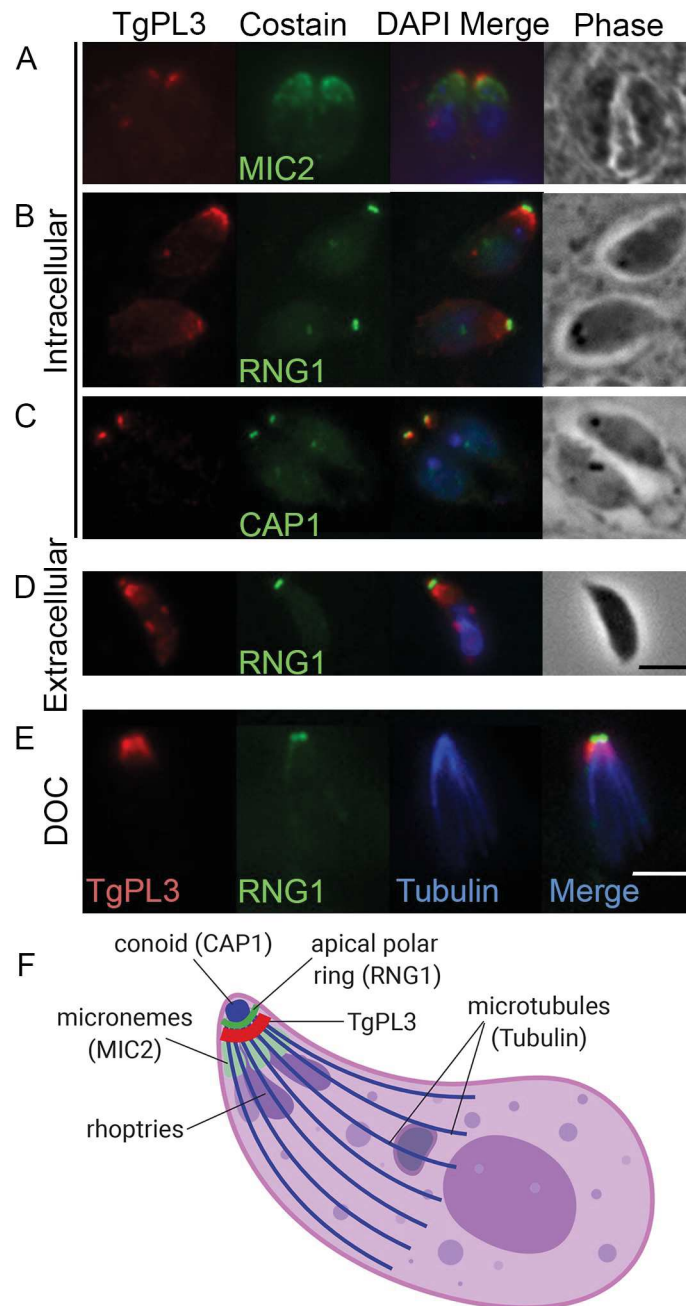 TgPL3 Costain DAPI Merge Phase
A
MIC2
Intracellular
B
RNG1
C
CAP1
Extracellular
D
RNG1
DOC
E
TgPL3 RNG1 Tubulin Merge
F
conoid (CAP1)
apical polar
ring (RNG1)
TgPL3
micronemes
(MIC2)
microtubules
(Tubulin)
rhoptries